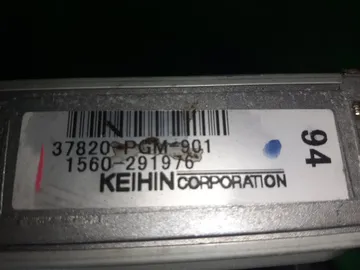 37820-PGM-901
1560-291976
KEIHIN CORPORATION
94